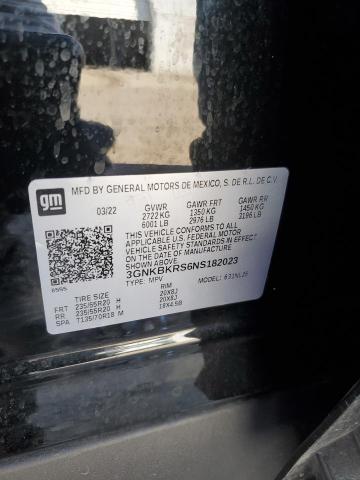 gm
MFD BY GENERAL MOTORS DE MEXICO, S. DE R.L. DE C.V.
03/22 GVWR GAWR FRT GAWR RR
2722 KG 1350 KG 1450 KG
6001 LB 2976 LB 3196 LB
THIS VEHICLE CONFORMS TO ALL APPLICABLE
U.S. FEDERAL MOTOR VEHICLE SAFETY STANDARDS
IN EFFECT ON THE DATE OF MANUFACTURE
SHOWN ABOVE.
3GNKBKRS6NS182023
TYPE: MPV MODEL:
TIRE SIZE RIM
FRT 235/55R20 H 20X8J
RR 235/55R20 H 20X8J
SPA T135/70R18 M 18X4.5B